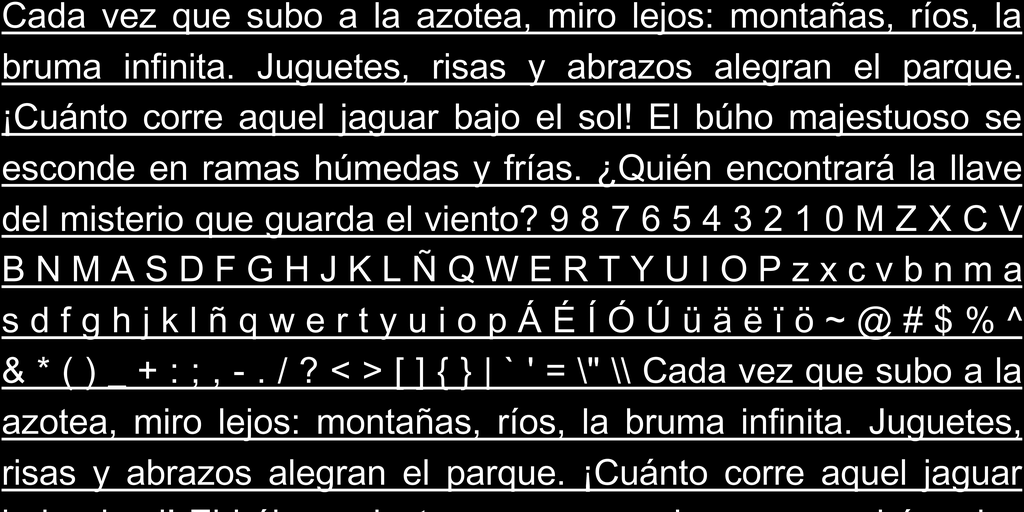 Cada vez que subo a la azotea, miro lejos: montañas, ríos, la
bruma infinita. Juguetes, risas y abrazos alegran el parque.
¡Cuánto corre aquel jaguar bajo el sol! El búho majestuoso se
esconde en ramas húmedas y frías. ¿Quién encontrará la llave
del misterio que guarda el viento? 9 8 7 6 5 4 3 2 1 0 M Z X C V
B N M A S D F G H J K L Ñ Q W E R T Y U I O P z x c v b n m a
s d f g h j k l ñ q w e r t y u i o p Á É Í Ó Ú ü ä ë ï ö ~ @ # $ % ^
& * ( ) _ + : ; , - . / ? < > [ ] { } | ` ' = \" \\ Cada vez que subo a la
azotea, miro lejos: montañas, ríos, la bruma infinita. Juguetes,
risas y abrazos alegran el parque. ¡Cuánto corre aquel jaguar